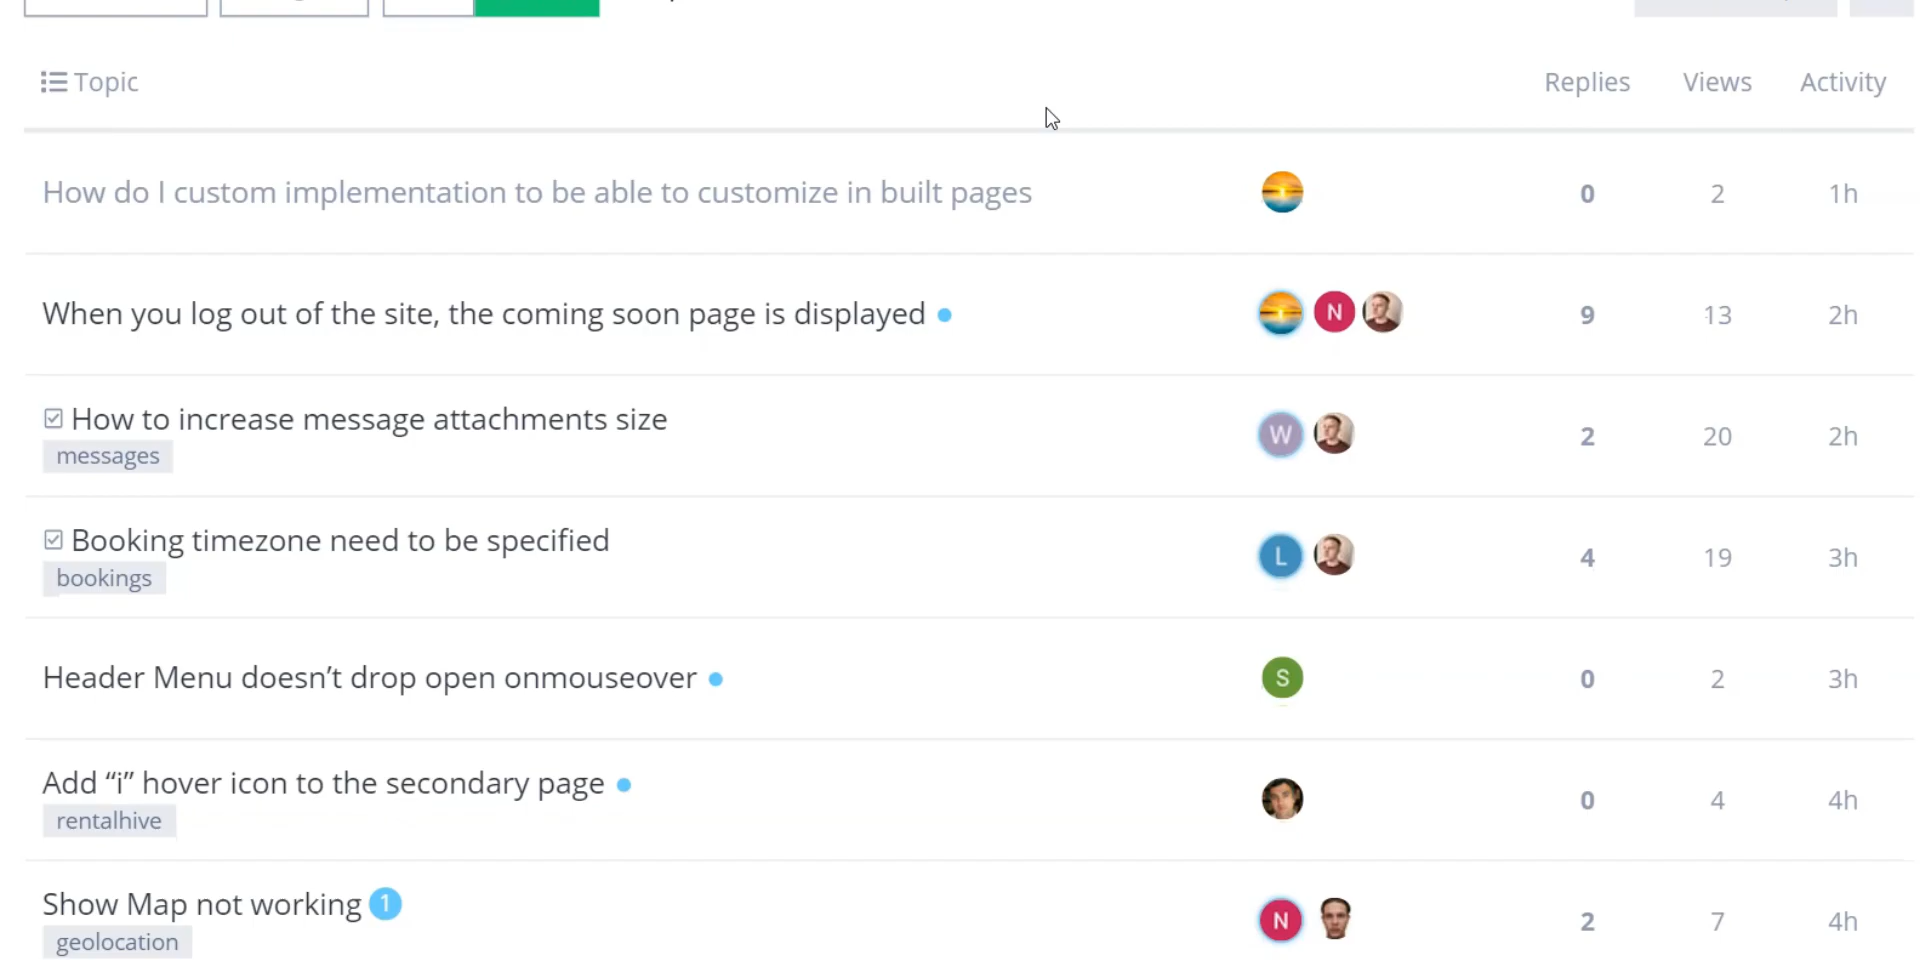 Topic Replies Views Activity
How do I custom implementation to be able to customize in built pages 0 2 1h
When you log out of the site, the coming soon page is displayed N 9 13 2h
How to increase message attachments size W 2 20 2h
messages
Booking timezone need to be specified L 4 19 3h
bookings
Header Menu doesn’t drop open onmouseover S 0 2 3h
Add “i” hover icon to the secondary page 0 4 4h
rentalhive
Show Map not working 1 N 2 7 4h
geolocation